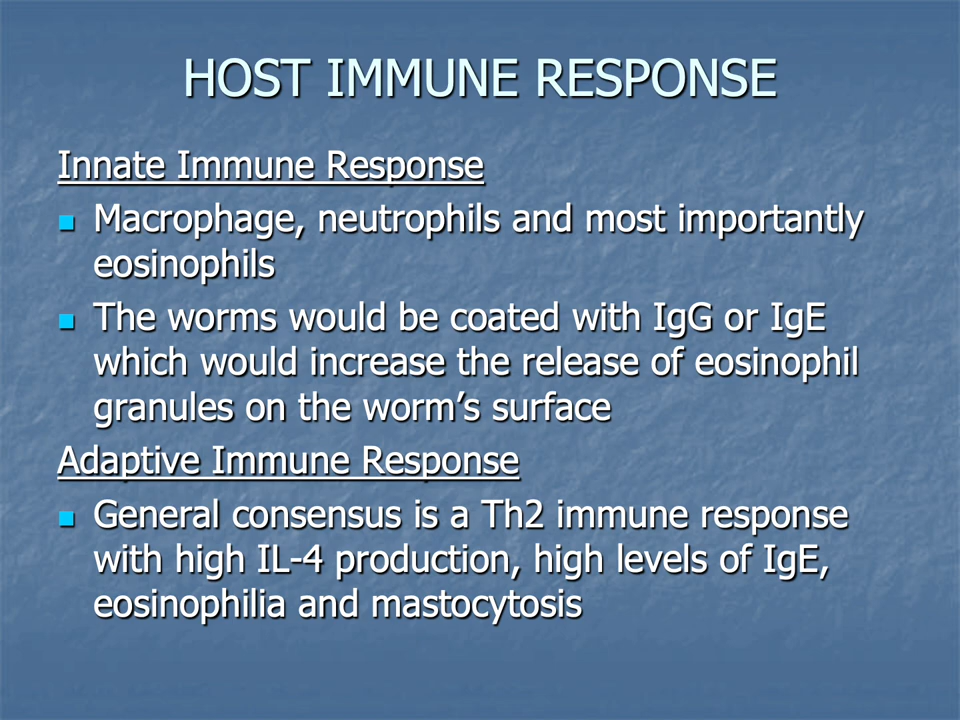 HOST IMMUNE RESPONSE
Innate Immune Response
Macrophage, neutrophils and most importantly
eosinophils
The worms would be coated with IgG or IgE
which would increase the release of eosinophil
granules on the worm’s surface
Adaptive Immune Response
General consensus is a Th2 immune response
with high IL-4 production, high levels of IgE,
eosinophilia and mastocytosis